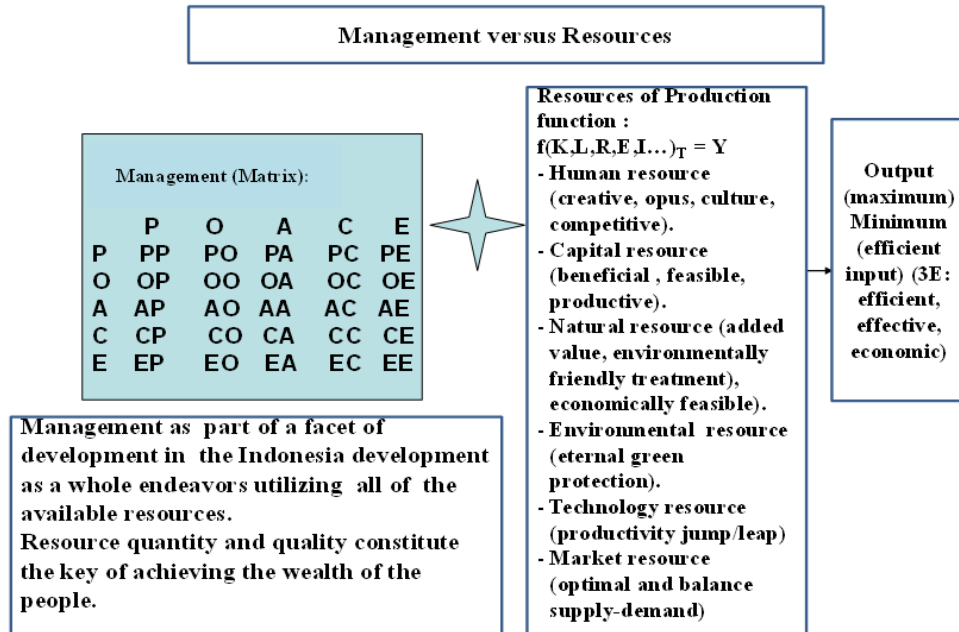 Management versus Resources
Management (Matrix):
P O A C E
P PP PO PA PC PE
O OP OO OA OC OE
A AP AO AA AC AE
C CP CO CA CC CE
E EP EO EA EC EE
Management as part of a facet of
development in the Indonesia development
as a whole endeavors utilizing all of the
available resources.
Resource quantity and quality constitute
the key of achieving the wealth of the
people.
Resources of Production
function :
f(K,L,R,E,I...)T = Y
- Human resource
(creative, opus, culture,
competitive).
- Capital resource
(beneficial , feasible,
productive).
- Natural resource (added
value, environmentally
friendly treatment),
economically feasible).
- Environmental resource
(eternal green
protection).
- Technology resource
(productivity jump/leap)
- Market resource
(optimal and balance
supply-demand)
Output
(maximum)
Minimum
(efficient
input) (3E:
efficient,
effective,
economic)